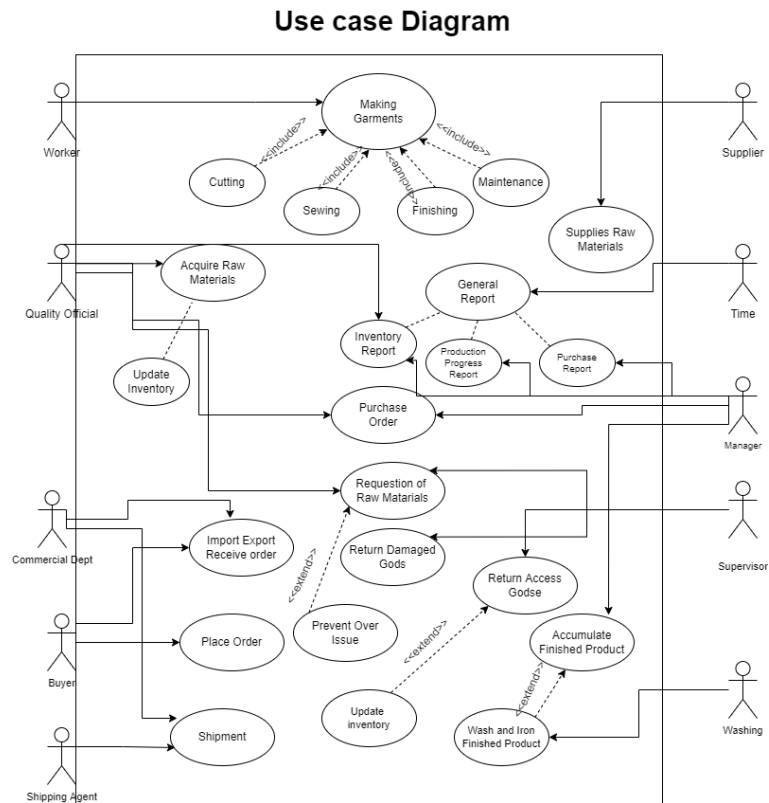 Use case Diagram
Worker
Making
Garments
Supplier
<<include>>
<<include>>
<<include>>
<<include>>
Cutting
Sewing
Finishing
Maintenance
Supplies Raw
Materials
Quality Official
Acquire Raw
Materials
General
Report
Time
Inventory
Report
Production
Progress
Report
Purchase
Report
Update
Inventory
Purchase
Order
Manager
Requestion of
Raw Matarials
Commercial Dept
Import Export
Receive order
<<extend>>
Return Damaged
Gods
Return Access
Godse
Supervisor
Buyer
Place Order
Prevent Over
Issue
<<extend>>
Accumulate
Finished Product
<<extend>>
Update
inventory
Wash and Iron
Finished Product
Washing
Shipment
Shipping Agent